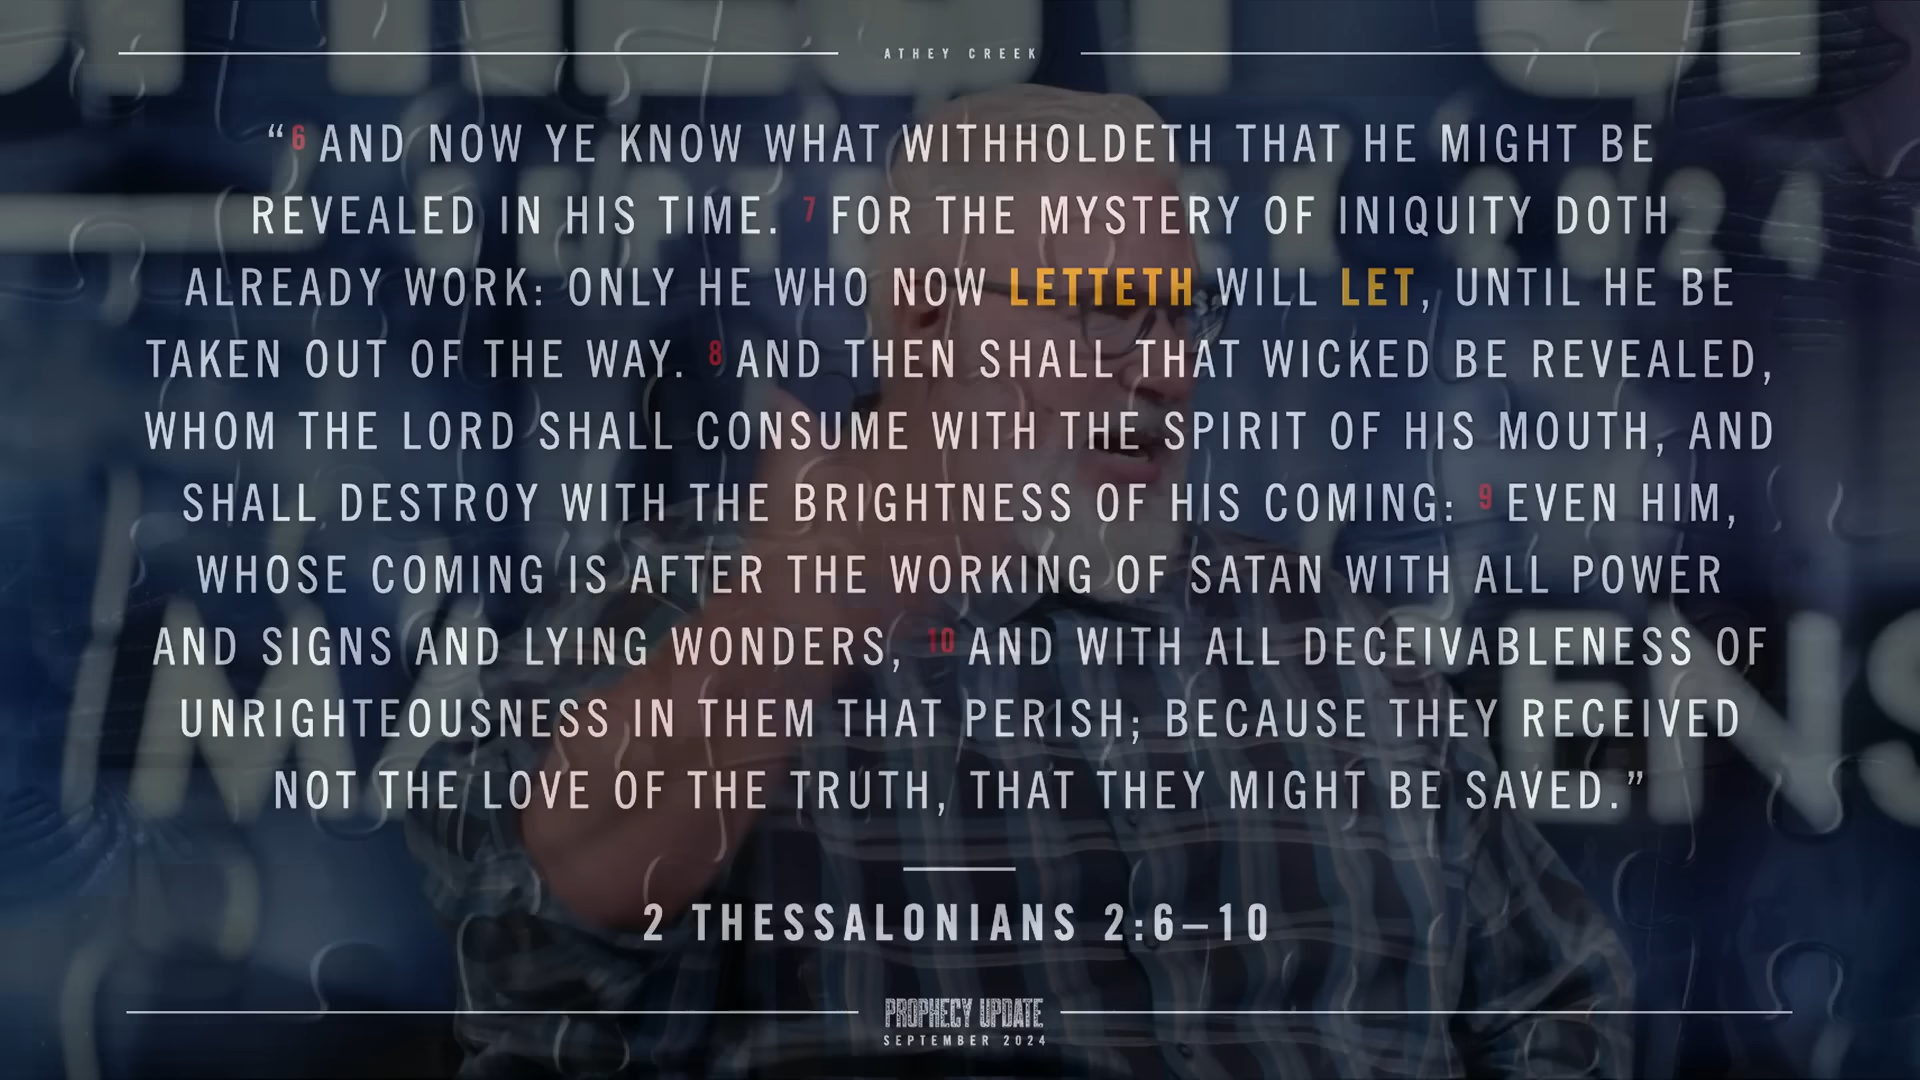 ATHEY CREEK
“6 AND NOW YE KNOW WHAT WITHHOLDETH THAT HE MIGHT BE
REVEALED IN HIS TIME. 7 FOR THE MYSTERY OF INIQUITY DOTH
ALREADY WORK: ONLY HE WHO NOW LETTETH WILL LET, UNTIL HE BE
TAKEN OUT OF THE WAY. 8 AND THEN SHALL THAT WICKED BE REVEALED,
WHOM THE LORD SHALL CONSUME WITH THE SPIRIT OF HIS MOUTH, AND
SHALL DESTROY WITH THE BRIGHTNESS OF HIS COMING: 9 EVEN HIM,
WHOSE COMING IS AFTER THE WORKING OF SATAN WITH ALL POWER
AND SIGNS AND LYING WONDERS, 10 AND WITH ALL DECEIVABLENESS OF
UNRIGHTEOUSNESS IN THEM THAT PERISH; BECAUSE THEY RECEIVED
NOT THE LOVE OF THE TRUTH, THAT THEY MIGHT BE SAVED.”
2 THESSALONIANS 2:6–10
PROPHECY UPDATE
SEPTEMBER 2024